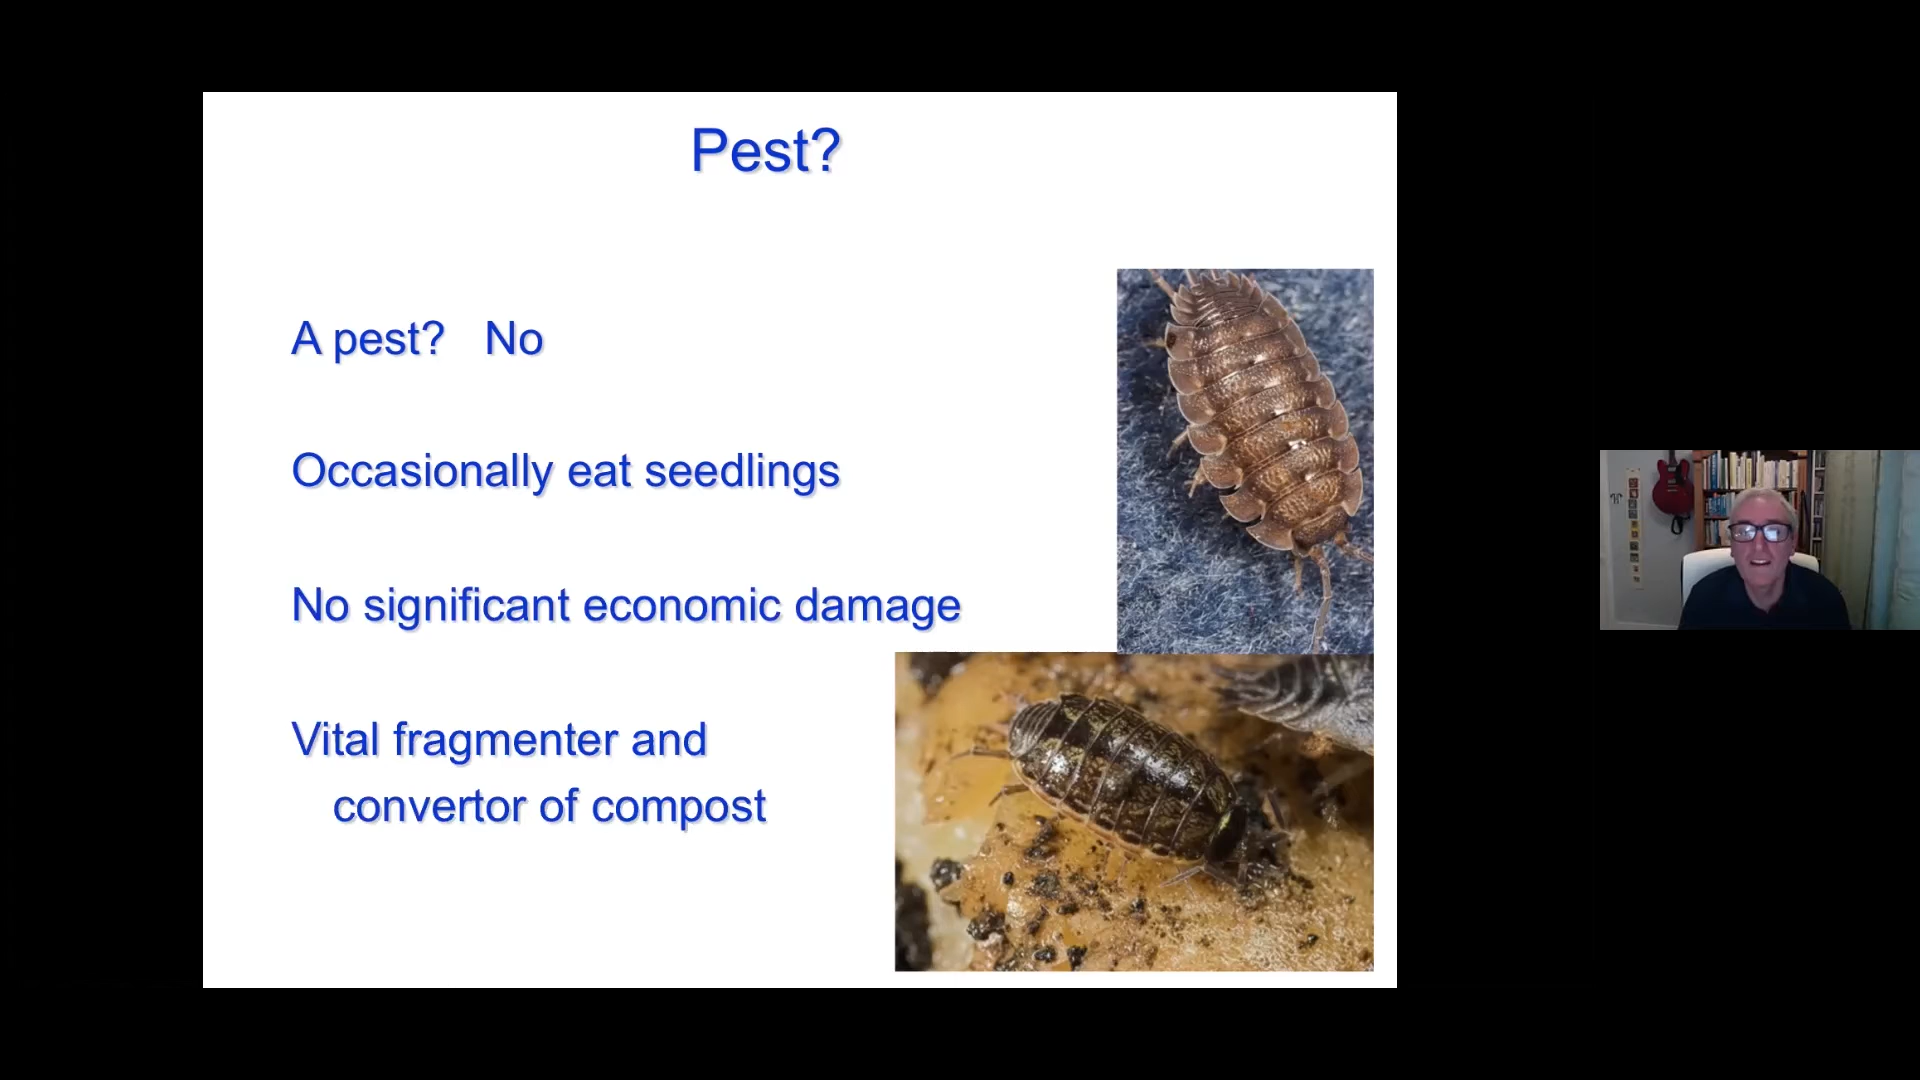 Pest?
A pest? No
Occasionally eat seedlings
No significant economic damage
Vital fragmenter and
convertor of compost